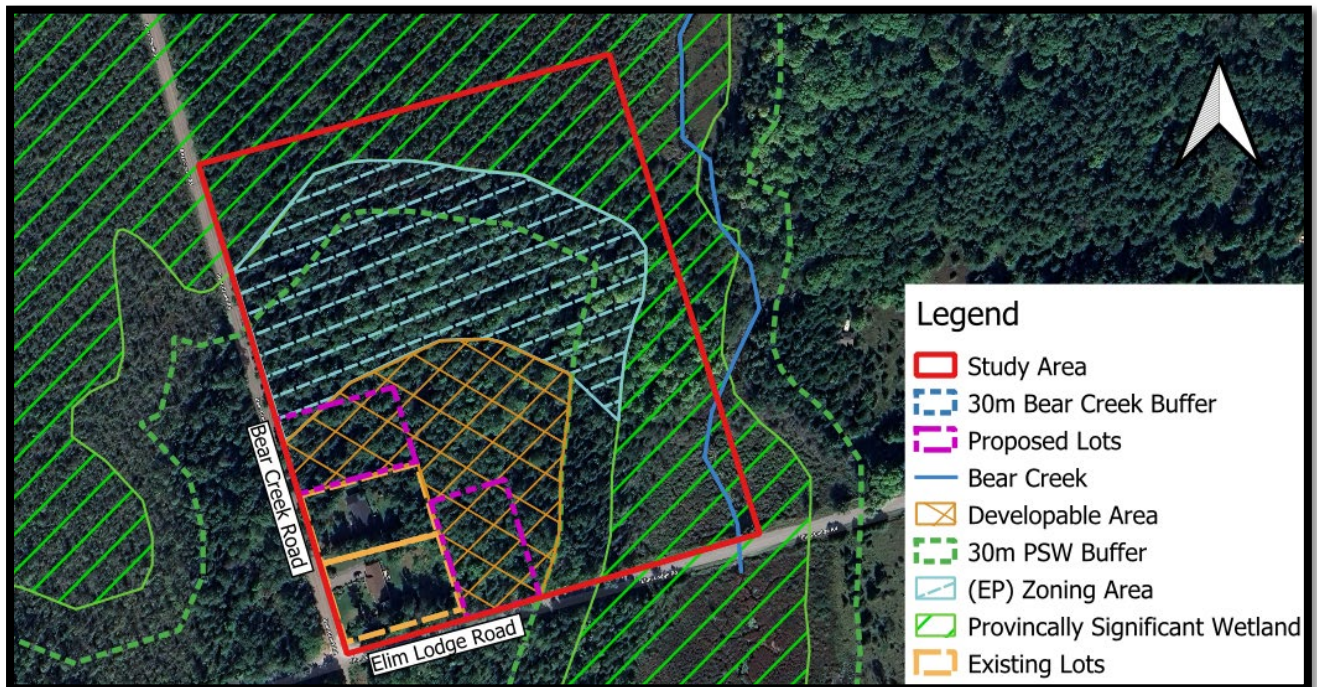 Bear Creek Road
Elim Lodge Road
Legend
Study Area
30m Bear Creek Buffer
Proposed Lots
Bear Creek
Developable Area
30m PSW Buffer
(EP) Zoning Area
Provincally Significant Wetland
Existing Lots